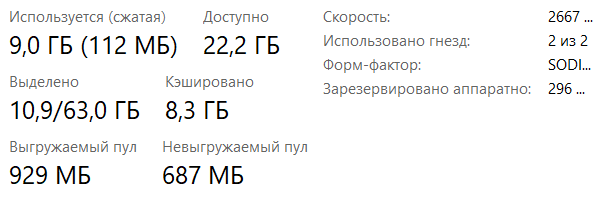 Используется (сжатая) Доступно
9,0 ГБ (112 МБ) 22,2 ГБ
Выделено Кэшировано
10,9/63,0 ГБ 8,3 ГБ
Выгружаемый пул Невыгружаемый пул
929 МБ 687 МБ
Скорость: 2667 ...
Использовано гнезд: 2 из 2
Форм-фактор: SODI...
Зарезервировано аппаратно: 296 ...